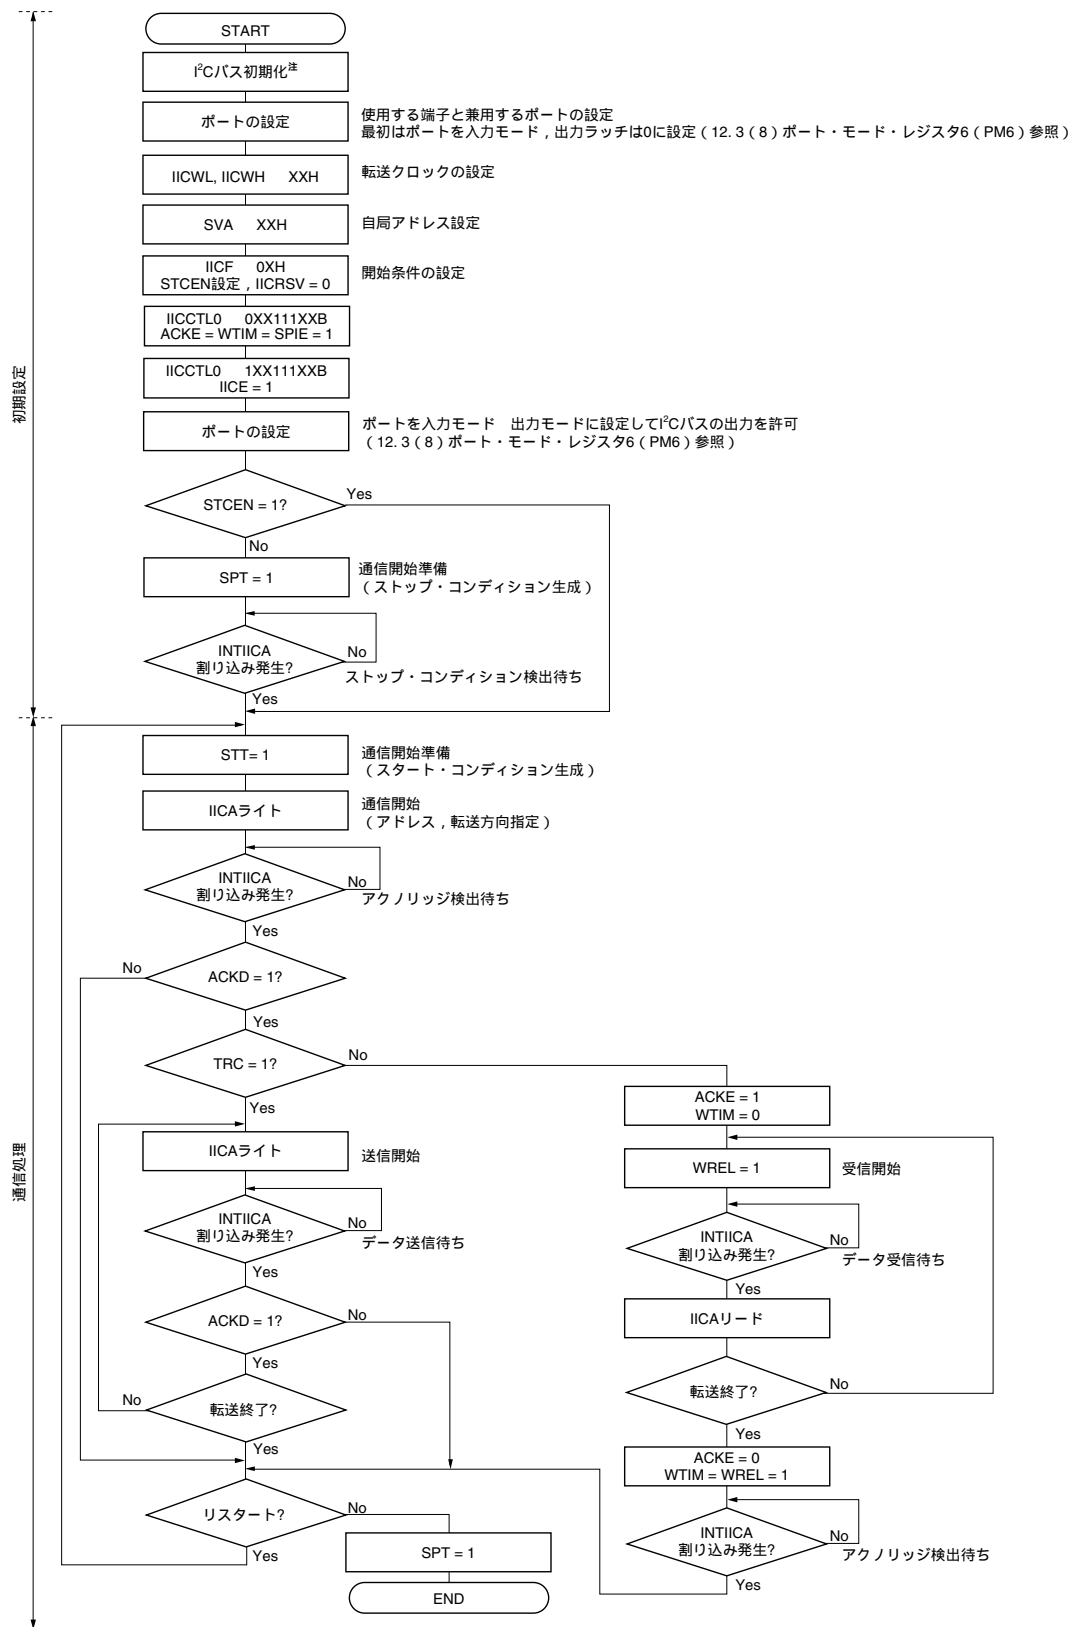 START
I²Cバス初期化注
ポートの設定
使用する端子と兼用するポートの設定
最初はポートを入力モード，出力ラッチは0に設定（12. 3（8）ポート・モード・レジスタ6（PM6）参照）
IICWL, IICWH XXH
転送クロックの設定
SVA XXH
自局アドレス設定
IICF 0XH
STCEN設定，IICRSV = 0
開始条件の設定
IICCTL0 0XX111XXB
ACKE = WTIM = SPIE = 1
IICCTL0 1XX111XXB
IICE = 1
初期設定
ポートの設定
ポートを入力モード 出力モードに設定してI²Cバスの出力を許可
（12. 3（8）ポート・モード・レジスタ6（PM6）参照）
STCEN = 1?
Yes
No
SPT = 1
通信開始準備
（ストップ・コンディション生成）
INTIICA
割り込み発生?
No
ストップ・コンディション検出待ち
Yes
STT= 1
通信開始準備
（スタート・コンディション生成）
IICAライト
通信開始
（アドレス，転送方向指定）
INTIICA
割り込み発生?
No
アクノリッジ検出待ち
Yes
ACKD = 1?
No
Yes
TRC = 1?
No
Yes
通信処理
IICAライト
送信開始
INTIICA
割り込み発生?
No
データ送信待ち
Yes
ACKD = 1?
No
Yes
転送終了?
No
Yes
ACKE = 1
WTIM = 0
WREL = 1
受信開始
INTIICA
割り込み発生?
No
データ受信待ち
Yes
IICAリード
転送終了?
No
Yes
ACKE = 0
WTIM = WREL = 1
INTIICA
割り込み発生?
No
アクノリッジ検出待ち
Yes
リスタート?
No
Yes
SPT = 1
END